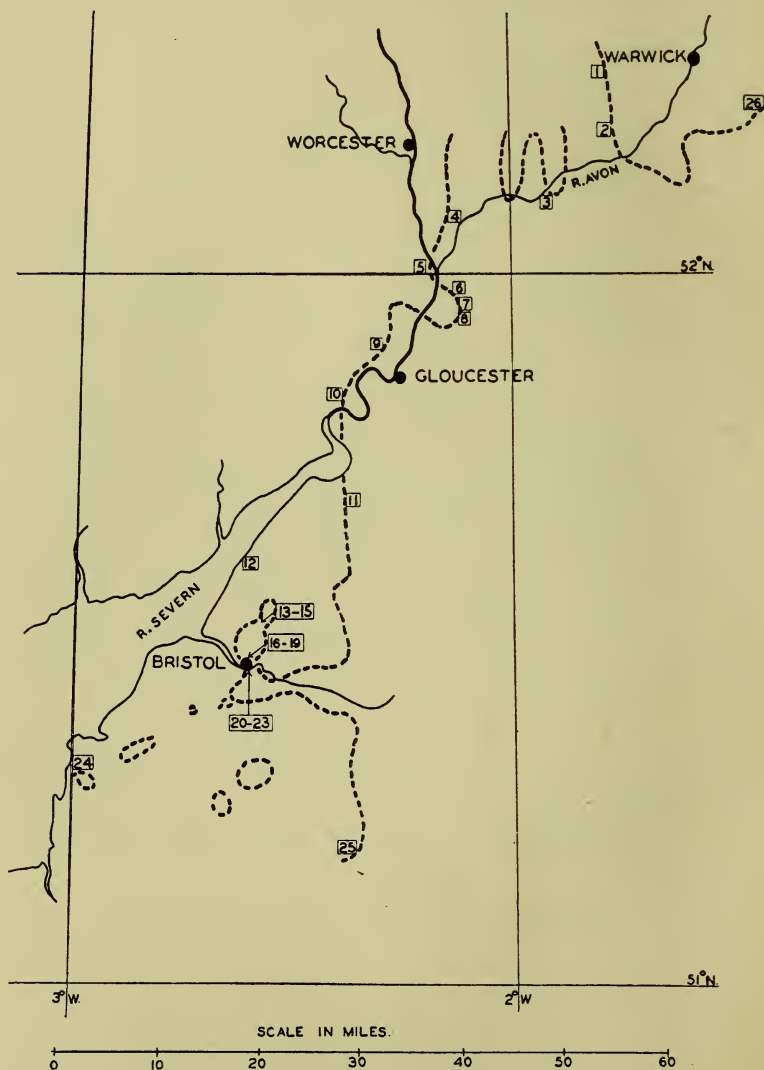 WARWICK
1
26
2
WORCESTER
R. AVON
3
4
5
52°N.
6
7
8
9
GLOUCESTER
10
11
12
R. SEVERN
13-15
16-19
BRISTOL
20-23
24
25
51°N.
3°W.
2°W
SCALE IN MILES.
0 10 20 30 40 50 60